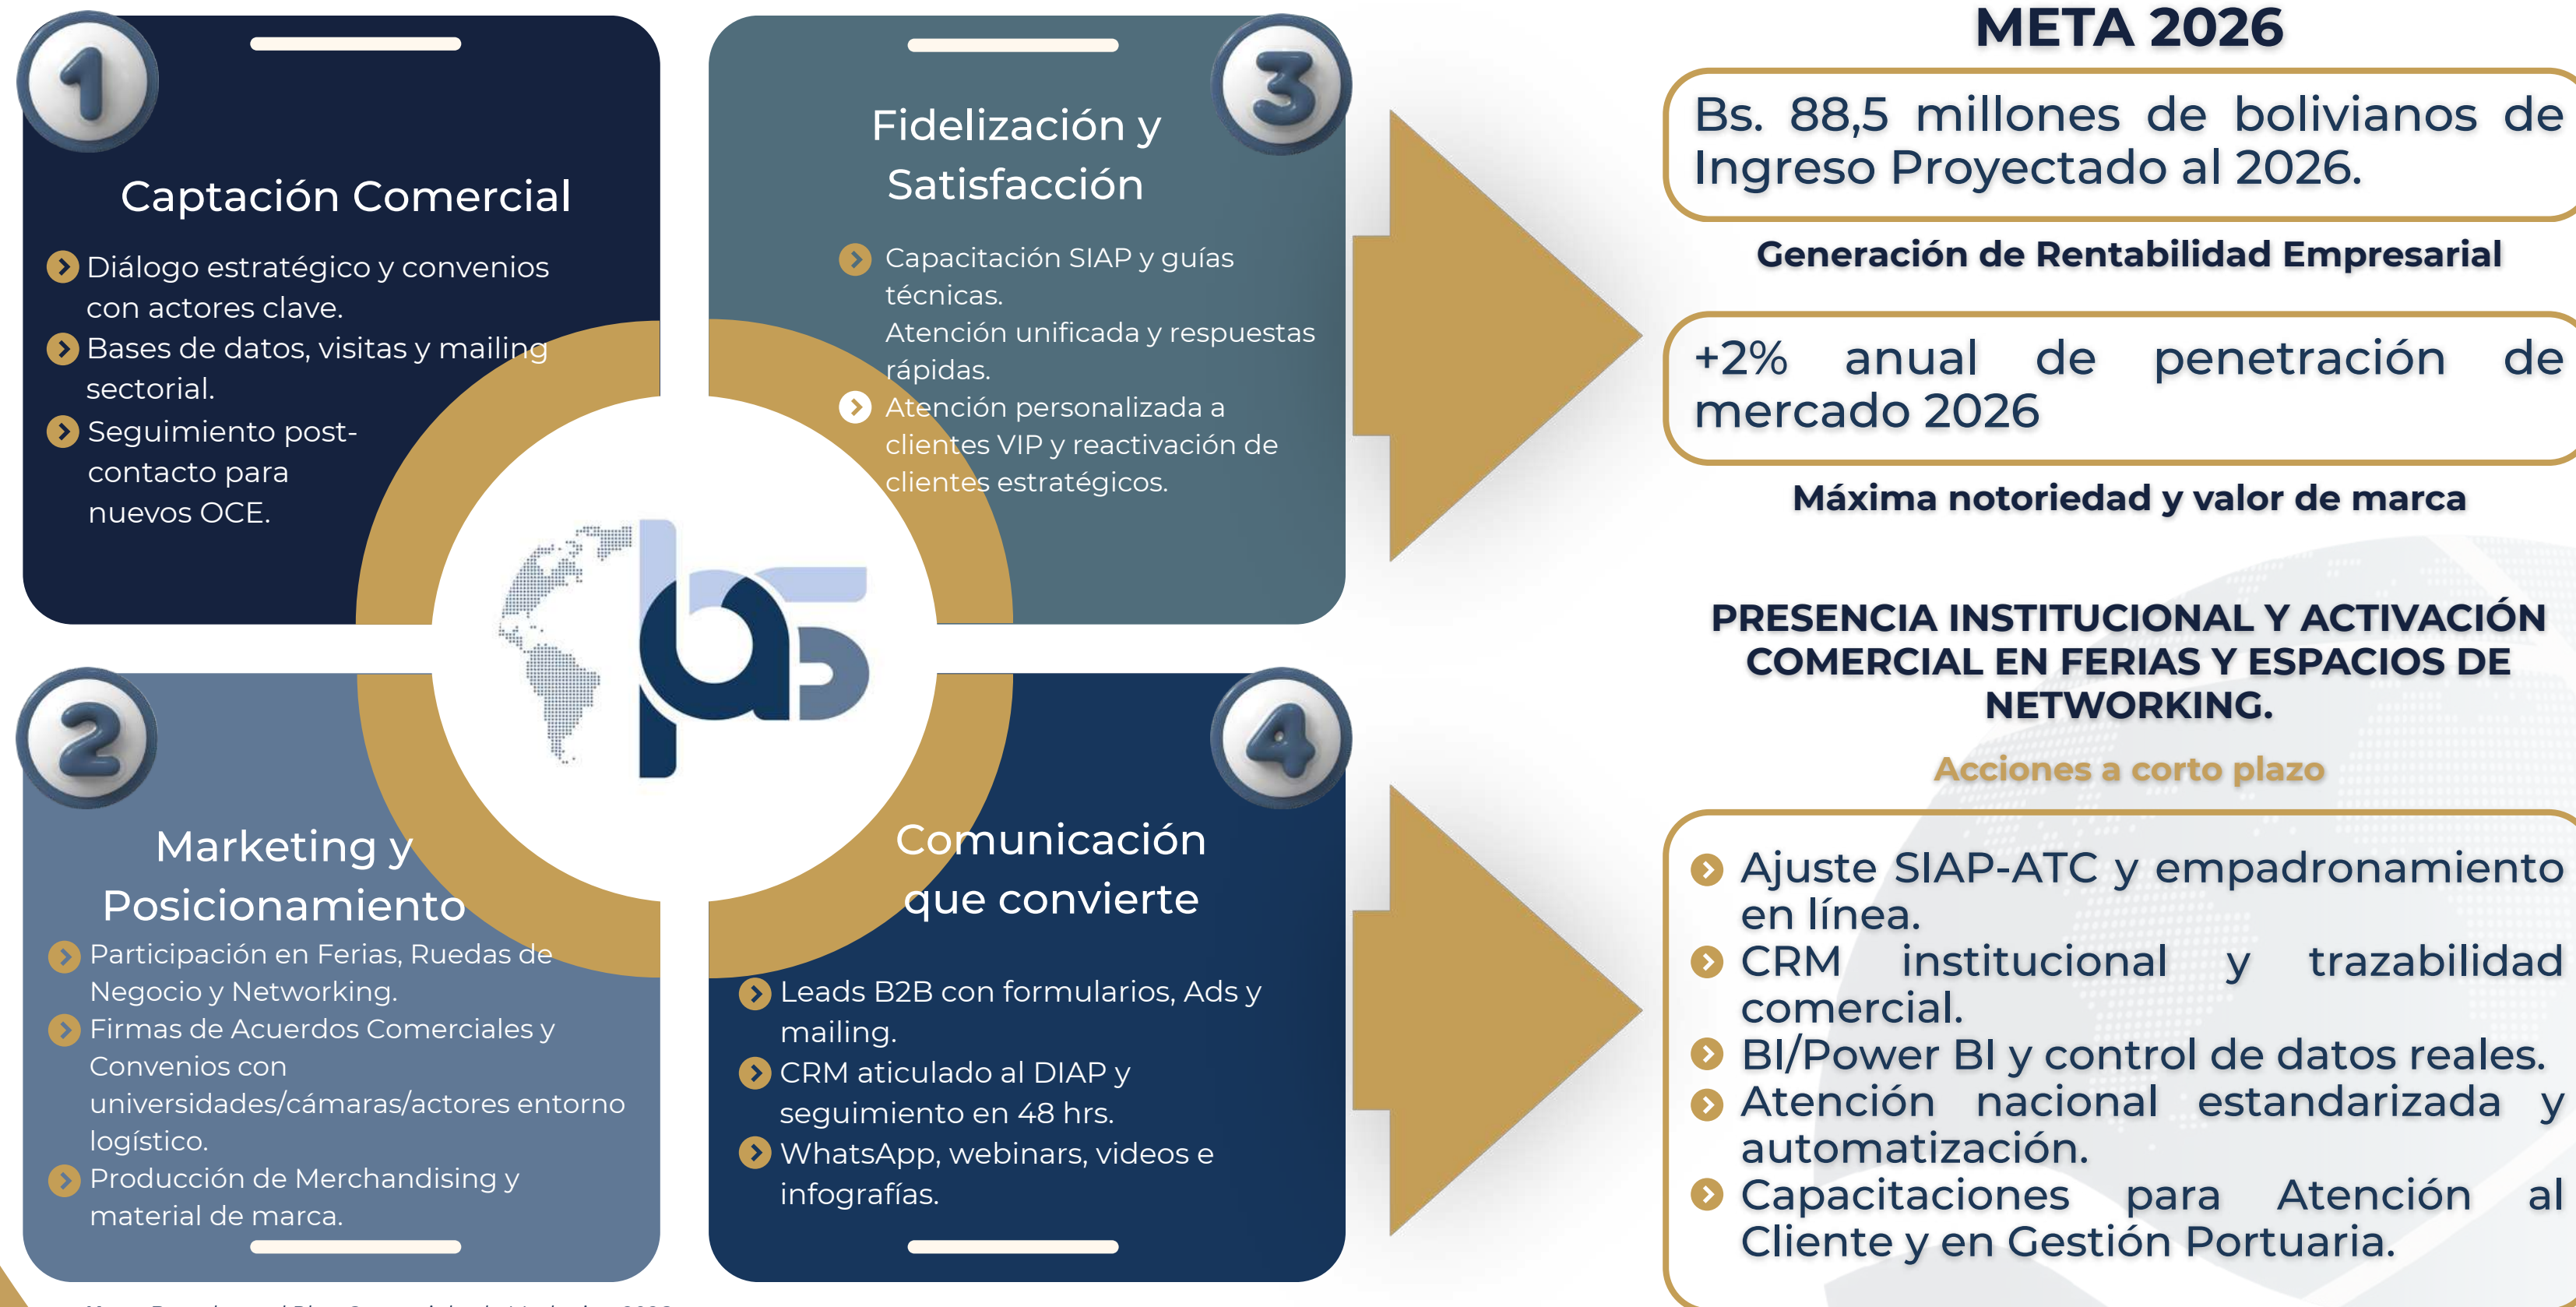 1
Captación Comercial
Diálogo estratégico y convenios
con actores clave.
Bases de datos, visitas y mailing
sectorial.
Seguimiento post-
contacto para
nuevos OCE.
2
Marketing y
Posicionamiento
Participación en Ferias, Ruedas de
Negocio y Networking.
Firmas de Acuerdos Comerciales y
Convenios con
universidades/cámaras/actores entorno
logístico.
Producción de Merchandising y
material de marca.
3
Fidelización y
Satisfacción
Capacitación SIAP y guías
técnicas.
Atención unificada y respuestas
rápidas.
Atención personalizada a
clientes VIP y reactivación de
clientes estratégicos.
4
Comunicación
que convierte
Leads B2B con formularios, Ads y
mailing.
CRM aticulado al DIAP y
seguimiento en 48 hrs.
WhatsApp, webinars, videos e
infografías.
META 2026
Bs. 88,5 millones de bolivianos de
Ingreso Proyectado al 2026.
Generación de Rentabilidad Empresarial
+2% anual de penetración de
mercado 2026
Máxima notoriedad y valor de marca
PRESENCIA INSTITUCIONAL Y ACTIVACIÓN
COMERCIAL EN FERIAS Y ESPACIOS DE
NETWORKING.
Acciones a corto plazo
Ajuste SIAP-ATC y empadronamiento
en línea.
CRM institucional y trazabilidad
comercial.
BI/Power BI y control de datos reales.
Atención nacional estandarizada y
automatización.
Capacitaciones para Atención al
Cliente y en Gestión Portuaria.